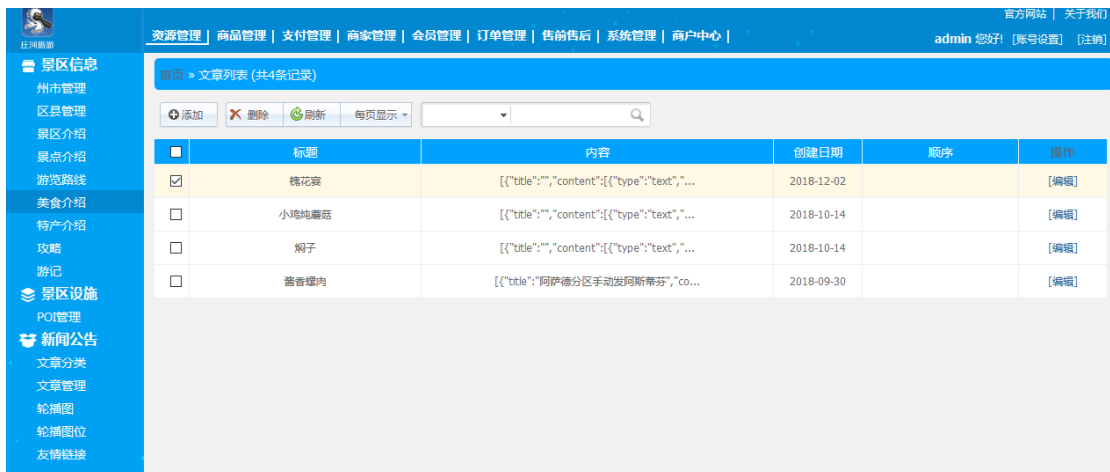 官方网站 | 关于我们
庄河旅游
资源管理 | 商品管理 | 支付管理 | 商家管理 | 会员管理 | 订单管理 | 售前售后 | 系统管理 | 商户中心 |
admin 您好! [账号设置] [注销]
景区信息
州市管理
区县管理
景区介绍
景点介绍
游览路线
美食介绍
特产介绍
攻略
游记
景区设施
POI管理
新闻公告
文章分类
文章管理
轮播图
轮播图位
友情链接
首页 » 文章列表 (共4条记录)
添加 删除 刷新 每页显示
标题 内容 创建日期 顺序 操作
槐花宴 [{"title":"","content":[{"type":"text","... 2018-12-02 [编辑]
小鸡炖蘑菇 [{"title":"","content":[{"type":"text","... 2018-10-14 [编辑]
焖子 [{"title":"","content":[{"type":"text","... 2018-10-14 [编辑]
酱香螺肉 [{"title":"阿萨德分区手动发阿斯蒂芬","co... 2018-09-30 [编辑]